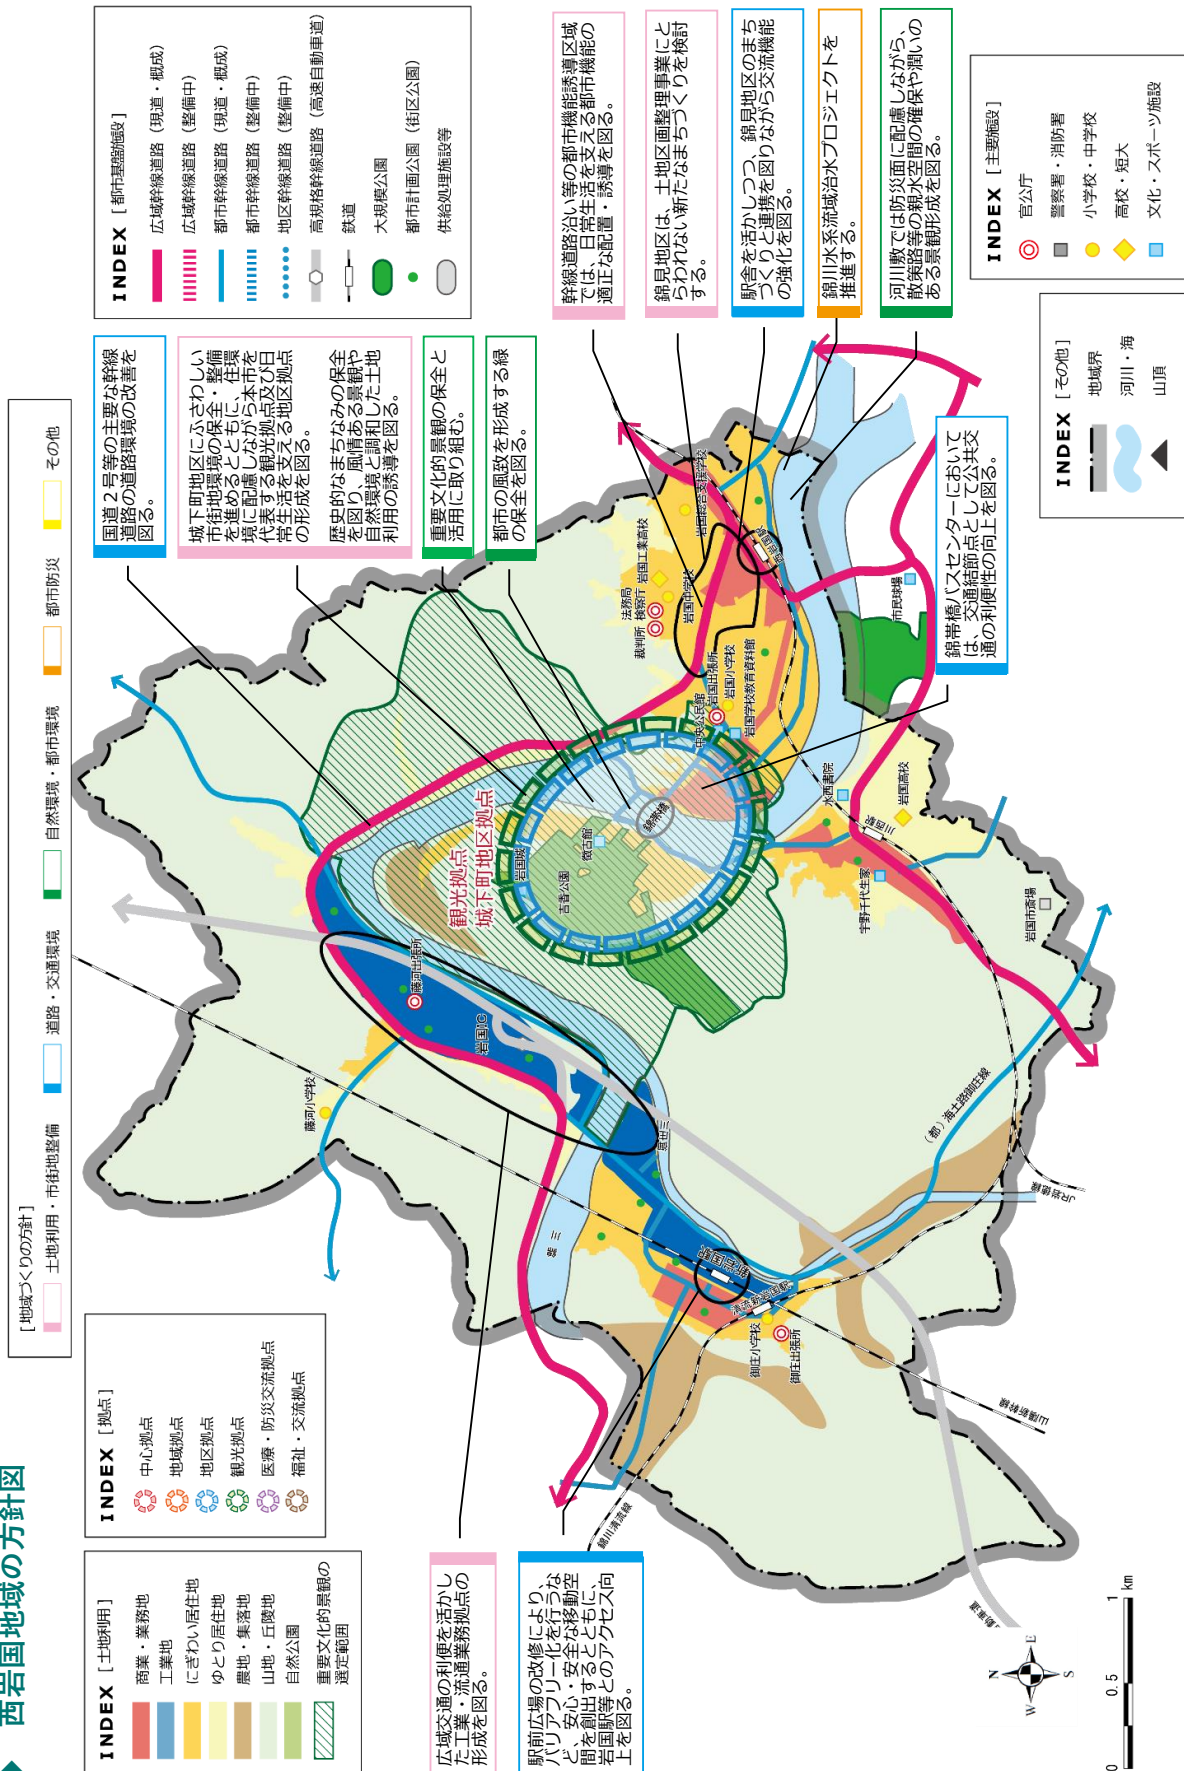 ◆ 西岩国地域の方針図
[地域づくりの方針]
土地利用・市街地整備
道路・交通環境
自然環境・都市環境
都市防災
その他
INDEX [土地利用]
商業・業務地
工業地
にぎわい居住地
ゆとり居住地
農地・集落地
山地・丘陵地
自然公園
重要文化的景観の
選定範囲
INDEX [拠点]
中心拠点
地域拠点
地区拠点
観光拠点
医療・防災交流拠点
福祉・交流拠点
INDEX [都市基盤施設]
広域幹線道路（現道・概成）
広域幹線道路（整備中）
都市幹線道路（現道・概成）
都市幹線道路（整備中）
地区幹線道路（整備中）
高規格幹線道路（高速自動車道）
鉄道
大規模公園
都市計画公園（街区公園）
供給処理施設等
国道２号等の主要な幹線
道路の道路環境の改善を
図る。
城下町地区にふさわしい
市街地環境の保全・整備
を進めるとともに、住環
境に配慮しながら本市を
代表する観光拠点及び日
常生活を支える地区拠点
の形成を図る。
歴史的なまちなみの保全
を図り、風情ある景観や
自然環境と調和した土地
利用の誘導を図る。
重要文化的景観の保全と
活用に取り組む。
都市の風致を形成する緑
の保全を図る。
幹線道路沿い等の都市機能誘導区域
では、日常生活を支える都市機能の
適正な配置・誘導を図る。
錦見地区は、土地区画整理事業にと
らわれない新たなまちづくりを検討
する。
駅舎を活かしつつ、錦見地区のまち
づくりと連携を図りながら交流機能
の強化を図る。
錦川水系流域治水プロジェクトを
推進する。
河川敷では防災面に配慮しながら、
散策路等の親水空間の確保や潤いの
ある景観形成を図る。
錦帯橋バスセンターにおいて
は、交通結節点として公共交
通の利便性の向上を図る。
広域交通の利便を活かし
た工業・流通業務拠点の
形成を図る。
駅前広場の改修により、
バリアフリー化を行うな
ど、安心・安全な移動空
間を創出するとともに、
岩国駅等とのアクセス向
上を図る。
INDEX [主要施設]
官公庁
警察署・消防署
小学校・中学校
高校・短大
文化・スポーツ施設
INDEX [その他]
地域界
河川・海
山頂
観光拠点
城下町地区拠点
岩国城
吉香公園
徴古館
錦帯橋
藤河小学校
藤河出張所
岩国IC
法務局
裁判所 検察庁
岩国工業高校
岩国総合支援学校
岩国中学校
西岩国駅
中央公民館
岩国出張所
岩国小学校
岩国学校教育資料館
市民球場
水西書院
岩国高校
川西駅
宇野千代生家
岩国市斎場
(都)海土路御庄線
JR岩徳線
新岩国駅
清流新岩国駅
御庄小学校
御庄出張所
山陽新幹線
錦川清流線
N
E
S
W
0 0.5 1 km